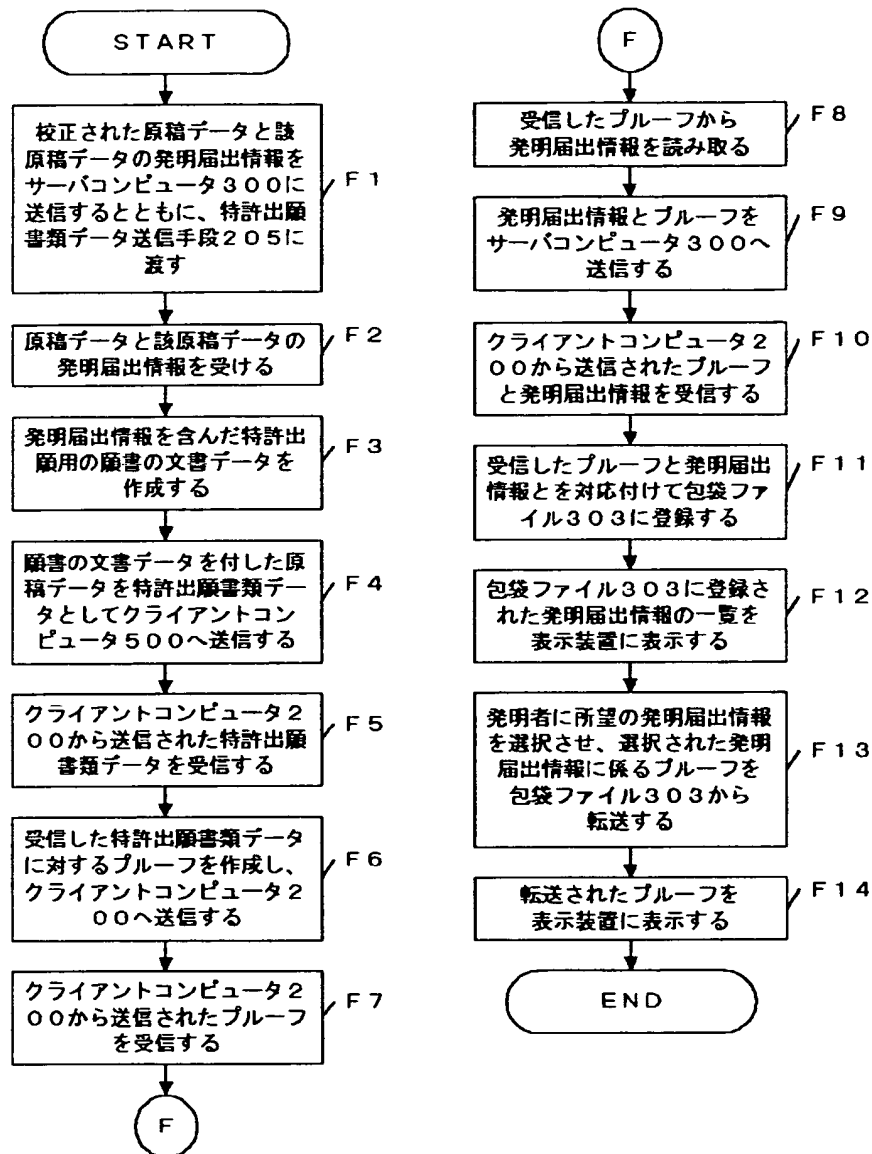 START
校正された原稿データと該
原稿データの発明届出情報を
サーバコンピュータ300に
送信するとともに、特許出願
書類データ送信手段205に
渡す
F1
原稿データと該原稿データの
発明届出情報を受ける
F2
発明届出情報を含んだ特許出
願用の願書の文書データを
作成する
F3
願書の文書データを付した原
稿データを特許出願書類デー
タとしてクライアントコン
ピュータ500へ送信する
F4
クライアントコンピュータ2
00から送信された特許出願
書類データを受信する
F5
受信した特許出願書類データ
に対するプルーフを作成し、
クライアントコンピュータ2
00へ送信する
F6
クライアントコンピュータ2
00から送信されたプルーフ
を受信する
F7
F
F
受信したプルーフから
発明届出情報を読み取る
F8
発明届出情報とプルーフを
サーバコンピュータ300へ
送信する
F9
クライアントコンピュータ2
00から送信されたプルーフ
と発明届出情報を受信する
F10
受信したプルーフと発明届出
情報とを対応付けて包袋ファ
イル303に登録する
F11
包袋ファイル303に登録さ
れた発明届出情報の一覧を
表示装置に表示する
F12
発明者に所望の発明届出情報
を選択させ、選択された発明
届出情報に係るプルーフを
包袋ファイル303から
転送する
F13
転送されたプルーフを
表示装置に表示する
F14
END